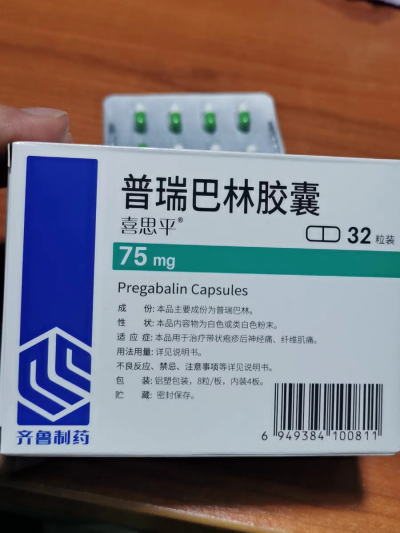 普瑞巴林胶囊
喜思平®
32 粒装
75 mg
Pregabalin Capsules
成 份: 本品主要成份为普瑞巴林。
性 状: 本品内容物为白色或类白色粉末。
适 应 症: 本品用于治疗带状疱疹后神经痛、纤维肌痛。
用法用量: 详见说明书。
不良反应、禁忌、注意事项等详见说明书。
包 装: 铝塑包装，8粒/板，内装4板。
贮 藏: 密封保存。
齐鲁制药
6 949384 100811